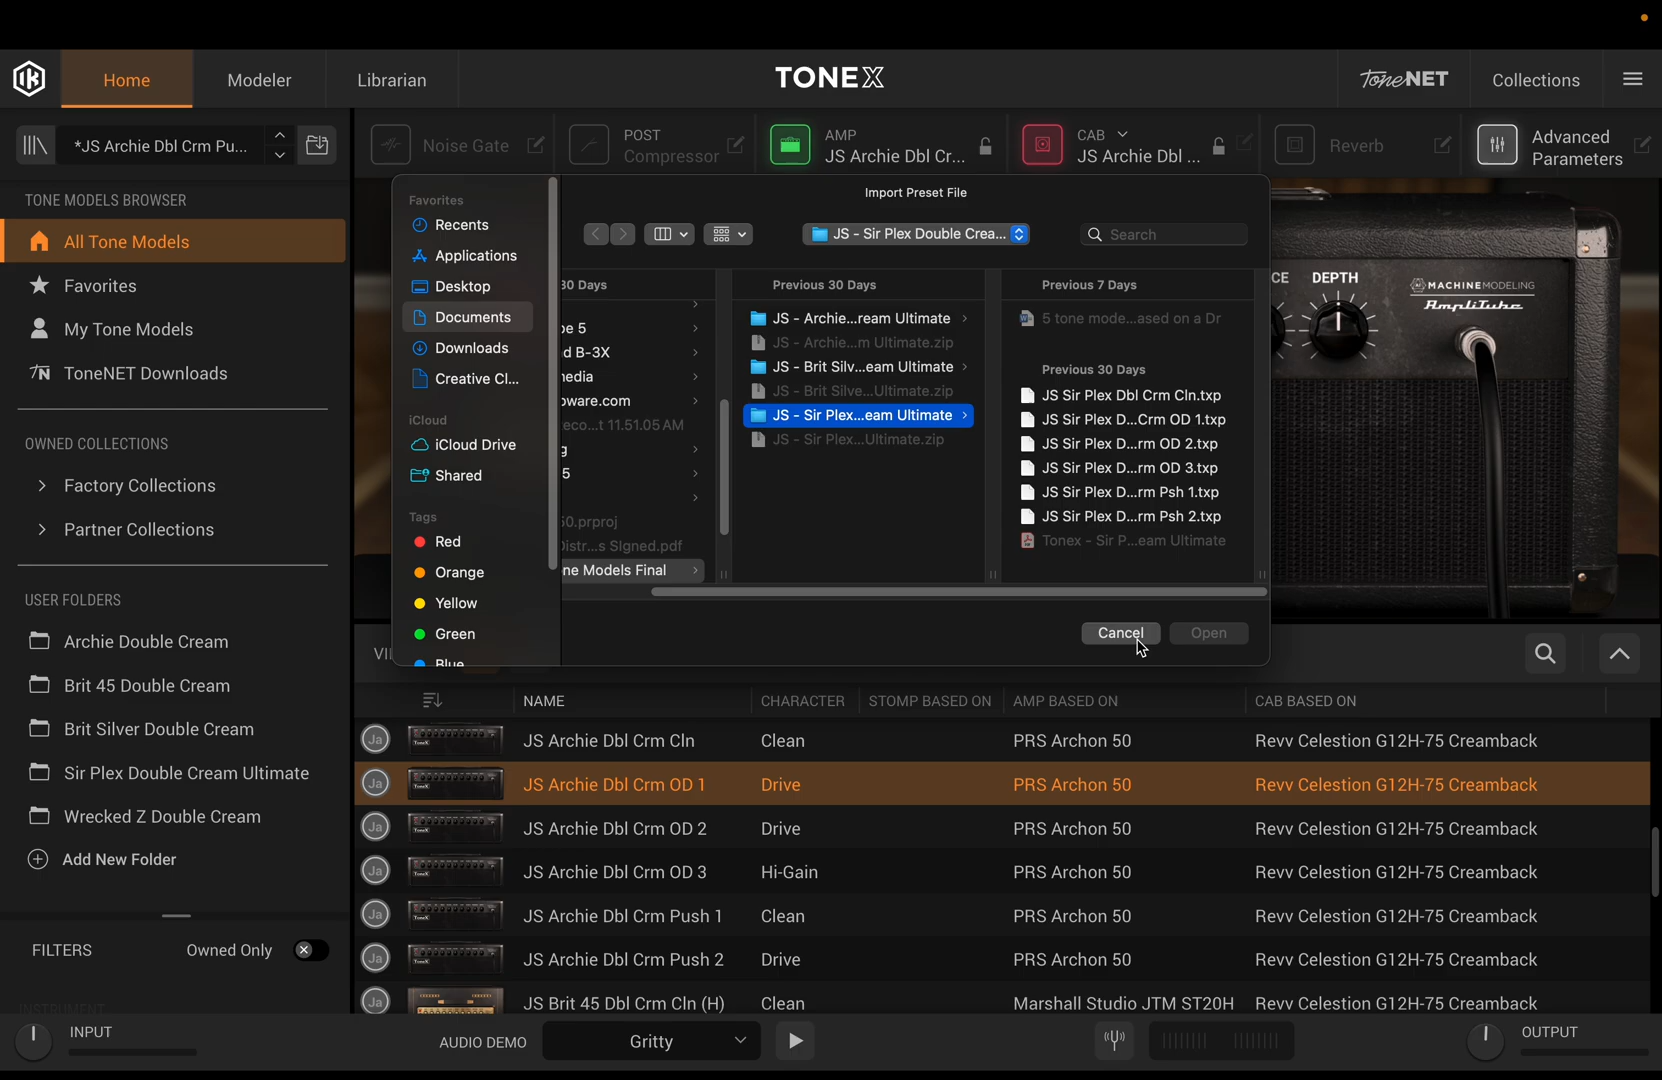 Home
Modeler
Librarian
TONEX
ToneNET
Collections
*JS Archie Dbl Crm Pu...
Noise Gate
POST
Compressor
AMP
JS Archie Dbl Cr...
CAB
JS Archie Dbl ...
Reverb
Advanced
Parameters
TONE MODELS BROWSER
All Tone Models
Favorites
My Tone Models
ToneNET Downloads
OWNED COLLECTIONS
Factory Collections
Partner Collections
USER FOLDERS
Archie Double Cream
Brit 45 Double Cream
Brit Silver Double Cream
Sir Plex Double Cream Ultimate
Wrecked Z Double Cream
Add New Folder
FILTERS
Owned Only
INSTRUMENT
Import Preset File
JS - Sir Plex Double Crea...
Search
Favorites
Recents
Applications
Desktop
Documents
Downloads
Creative Cl...
iCloud
iCloud Drive
Shared
Tags
Red
Orange
Yellow
Green
Blue
30 Days
pe 5
d B-3X
media
oware.com
eco...t 11.51.05 AM
g
5
50.prproj
Distr...s SIgned.pdf
ne Models Final
Previous 30 Days
JS - Archie...ream Ultimate
JS - Archie...m Ultimate.zip
JS - Brit Silv...eam Ultimate
JS - Brit Silve...Ultimate.zip
JS - Sir Plex...eam Ultimate
JS - Sir Plex...Ultimate.zip
Previous 7 Days
5 tone mode...ased on a Dr
Previous 30 Days
JS Sir Plex Dbl Crm Cln.txp
JS Sir Plex D...Crm OD 1.txp
JS Sir Plex D...rm OD 2.txp
JS Sir Plex D...rm OD 3.txp
JS Sir Plex D...rm Psh 1.txp
JS Sir Plex D...rm Psh 2.txp
Tonex - Sir P...eam Ultimate
Cancel
Open
CE
DEPTH
MACHINE MODELING
AmpliTube
VI
NAME
CHARACTER
STOMP BASED ON
AMP BASED ON
CAB BASED ON
Ja JS Archie Dbl Crm Cln Clean PRS Archon 50 Revv Celestion G12H-75 Creamback
Ja JS Archie Dbl Crm OD 1 Drive PRS Archon 50 Revv Celestion G12H-75 Creamback
Ja JS Archie Dbl Crm OD 2 Drive PRS Archon 50 Revv Celestion G12H-75 Creamback
Ja JS Archie Dbl Crm OD 3 Hi-Gain PRS Archon 50 Revv Celestion G12H-75 Creamback
Ja JS Archie Dbl Crm Push 1 Clean PRS Archon 50 Revv Celestion G12H-75 Creamback
Ja JS Archie Dbl Crm Push 2 Drive PRS Archon 50 Revv Celestion G12H-75 Creamback
Ja JS Brit 45 Dbl Crm Cln (H) Clean Marshall Studio JTM ST20H Revv Celestion G12H-75 Creamback
INPUT
AUDIO DEMO
Gritty
OUTPUT